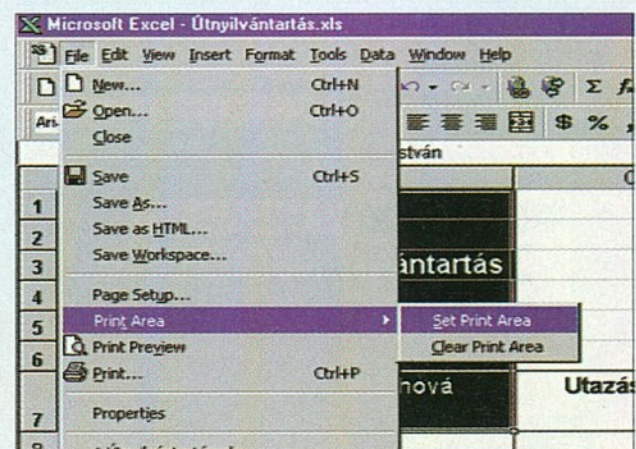 Microsoft Excel - Útnyilvántartás.xls
File Edit View Insert Format Tools Data Window Help
New... Ctrl+N
Open... Ctrl+O
Close
Save Ctrl+S
Save As...
Save as HTML...
Save Workspace...
Page Setup...
Print Area
Set Print Area
Clear Print Area
Print Preview
Print... Ctrl+P
Properties
Σ
$ %
stván
1
2
3 ántartás
4
5
6
7 hová Utazás